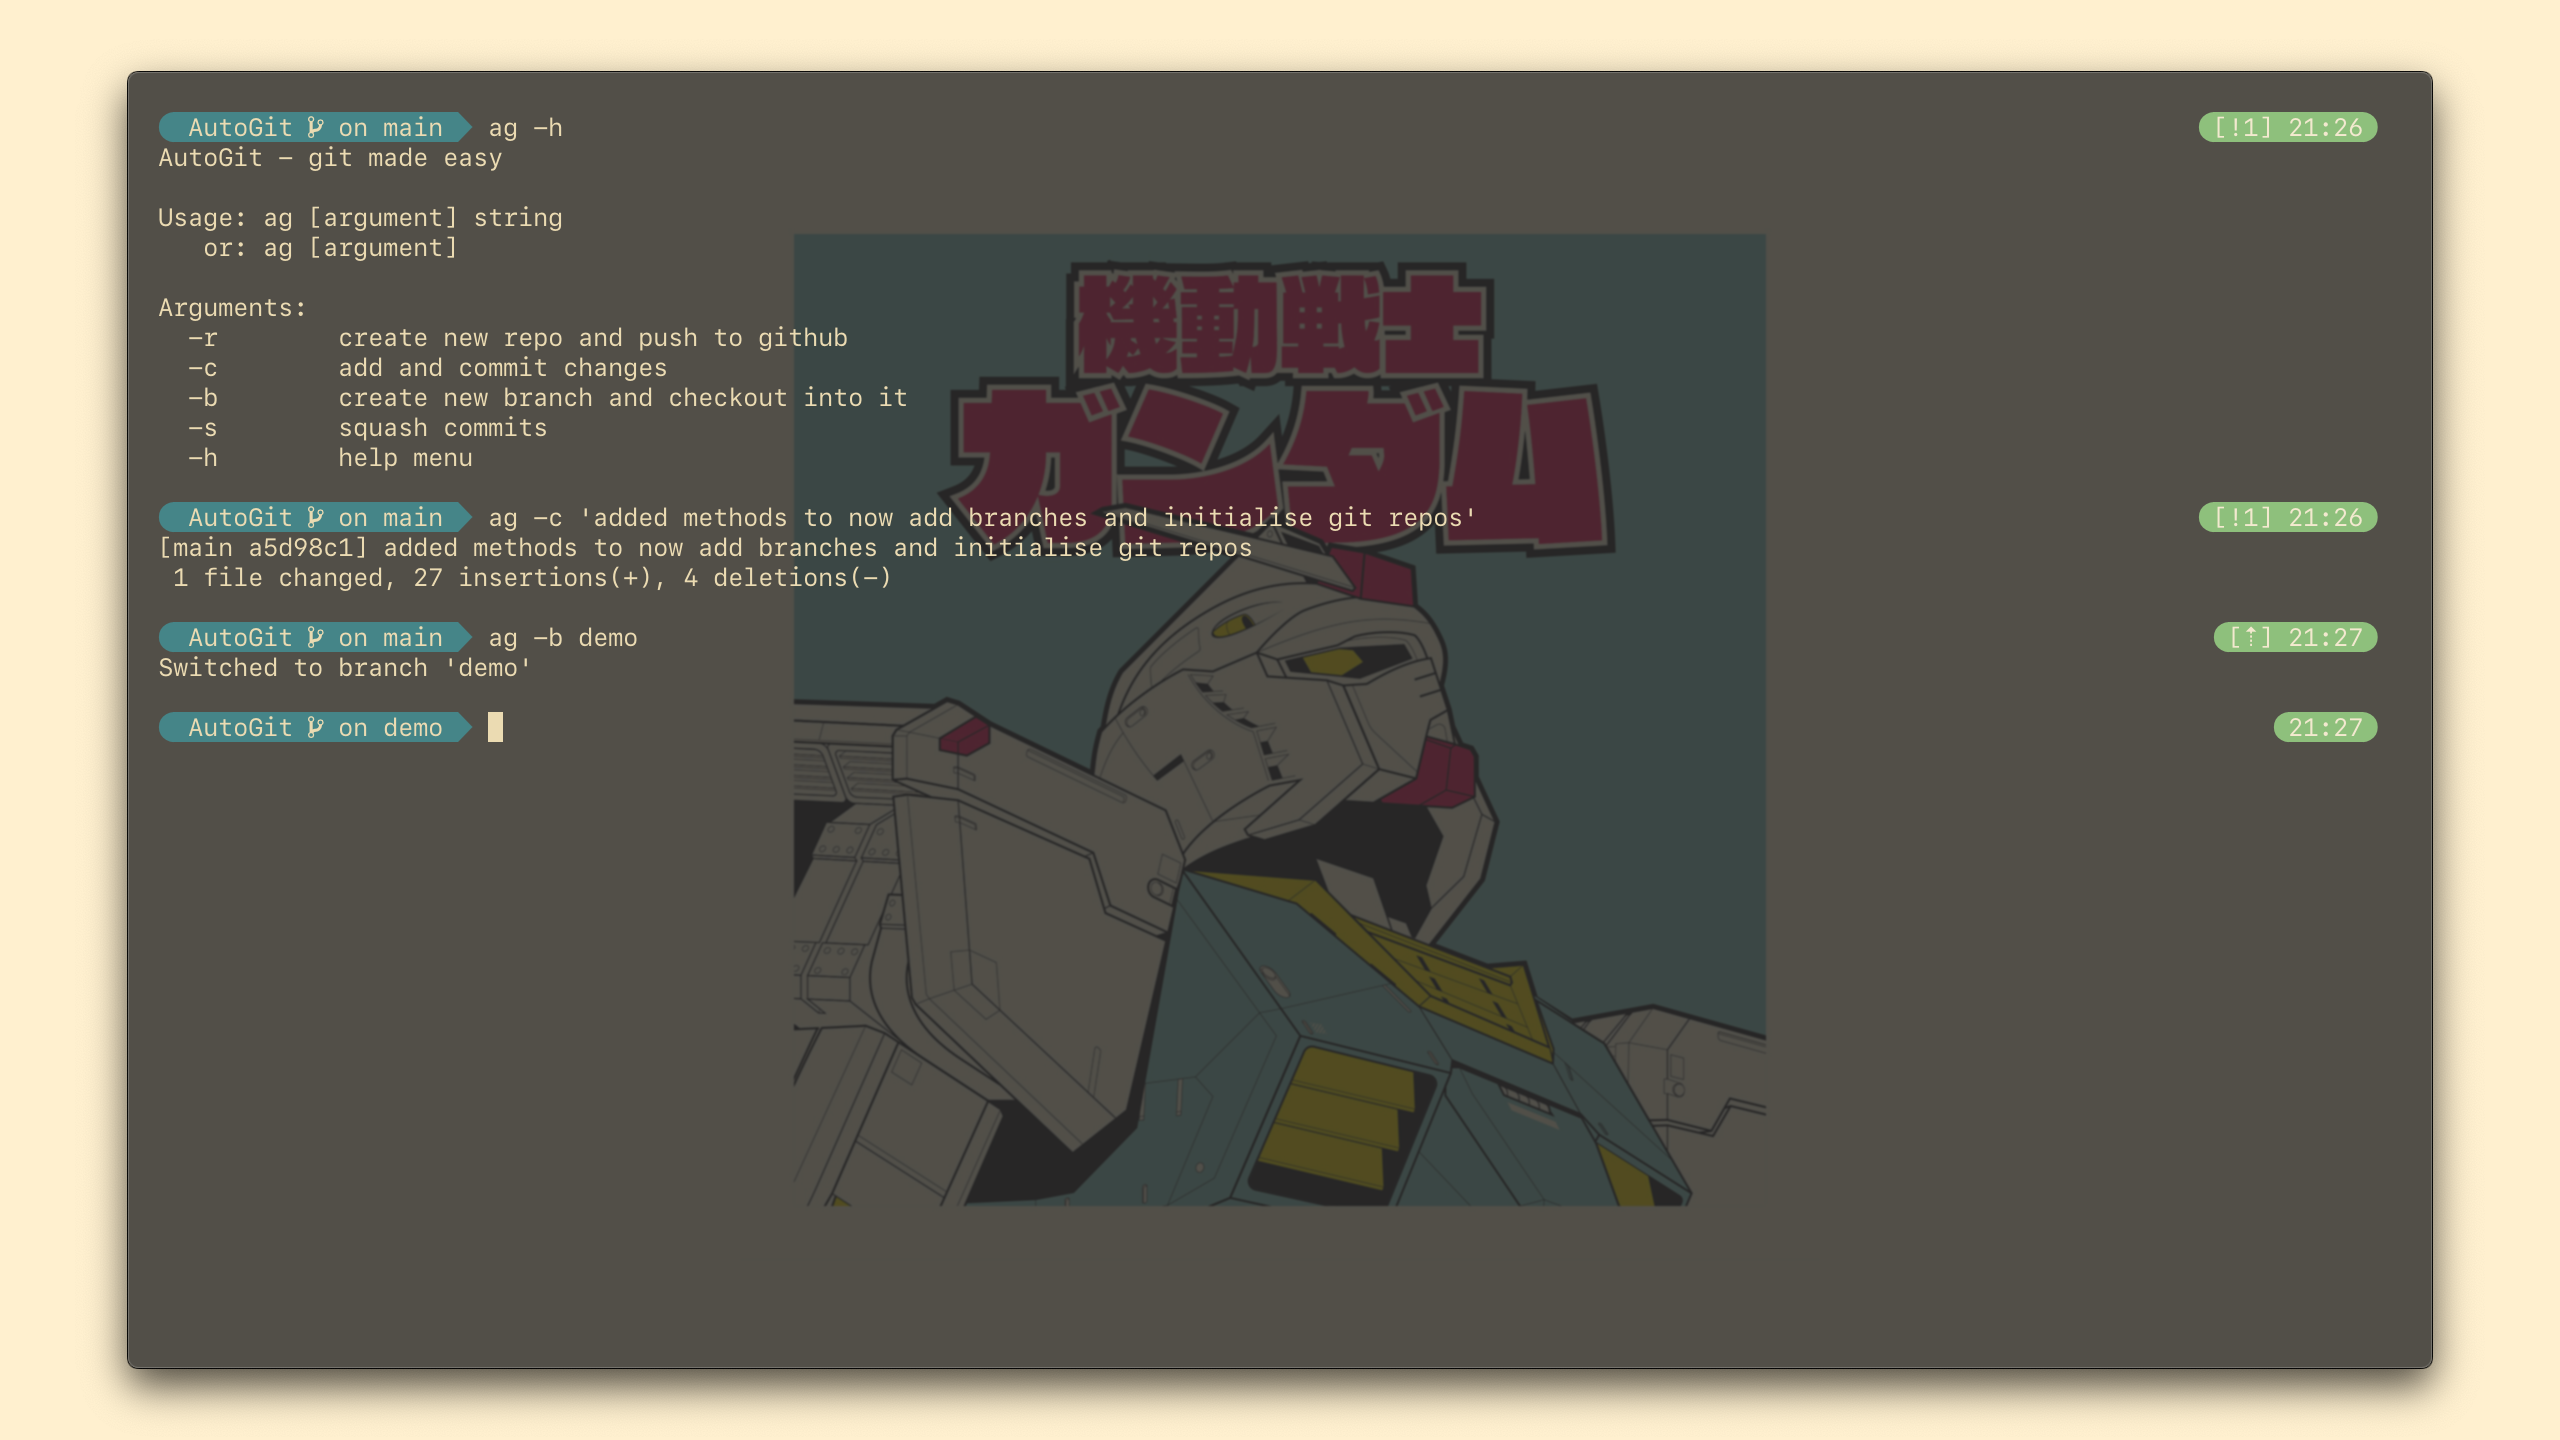 AutoGit on main ag -h [!1] 21:26
AutoGit - git made easy
Usage: ag [argument] string
or: ag [argument]
Arguments:
-r create new repo and push to github
-c add and commit changes
-b create new branch and checkout into it
-s squash commits
-h help menu
機動戦士
ガンダム
AutoGit on main ag -c 'added methods to now add branches and initialise git repos' [!1] 21:26
[main a5d98c1] added methods to now add branches and initialise git repos
1 file changed, 27 insertions(+), 4 deletions(-)
AutoGit on main ag -b demo [⇡] 21:27
Switched to branch 'demo'
AutoGit on demo 21:27